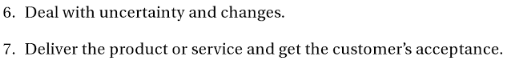 6. Deal with uncertainty and changes.
7. Deliver the product or service and get the customer's acceptance.